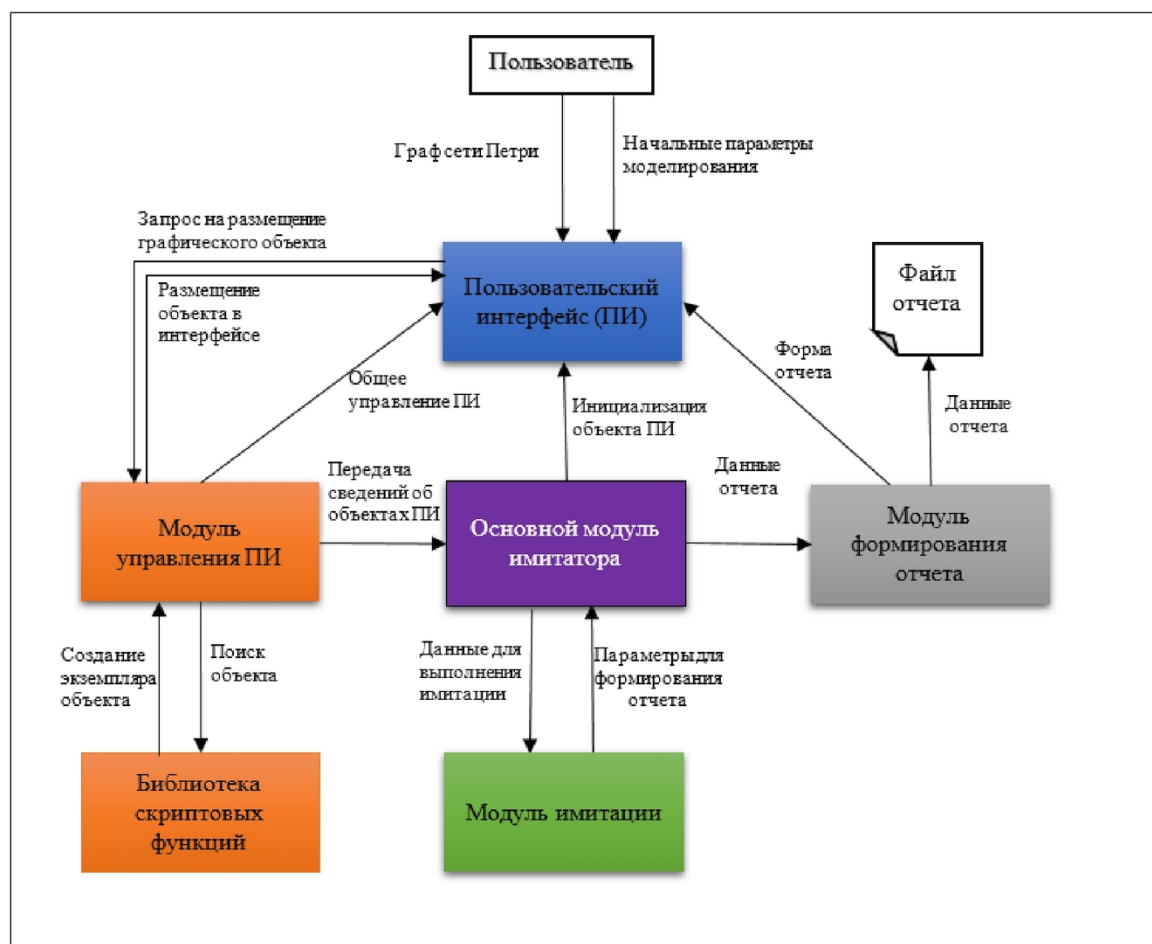 Пользователь
Граф сети Петри
Начальные параметры
моделирования
Запрос на размещение
графического объекта
Размещение
объекта в
интерфейсе
Пользовательский
интерфейс (ПИ)
Файл
отчета
Общее
управление ПИ
Инициализация
объекта ПИ
Форма
отчета
Данные
отчета
Передача
сведений об
объектах ПИ
Данные
отчета
Модуль
управления ПИ
Основной модуль
имитатора
Модуль
формирования
отчета
Создание
экземпляра
объекта
Поиск
объекта
Данные для
выполнения
имитации
Параметры для
формирования
отчета
Библиотека
скриптовых
функций
Модуль имитации